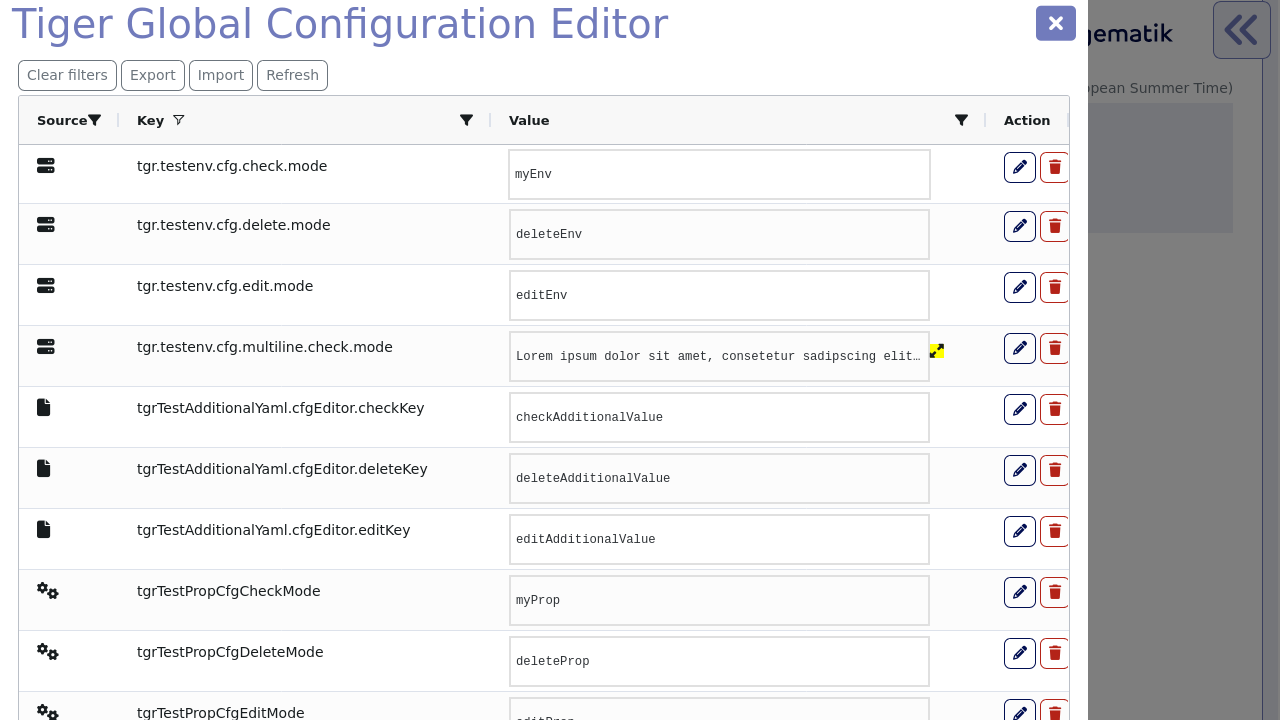 Tiger Global Configuration Editor
gematik
Clear filters Export Import Refresh
opean Summer Time)
Source Key Value Action
tgr.testenv.cfg.check.mode myEnv
tgr.testenv.cfg.delete.mode deleteEnv
tgr.testenv.cfg.edit.mode editEnv
tgr.testenv.cfg.multiline.check.mode Lorem ipsum dolor sit amet, consetetur sadipscing elit…
tgrTestAdditionalYaml.cfgEditor.checkKey checkAdditionalValue
tgrTestAdditionalYaml.cfgEditor.deleteKey deleteAdditionalValue
tgrTestAdditionalYaml.cfgEditor.editKey editAdditionalValue
tgrTestPropCfgCheckMode myProp
tgrTestPropCfgDeleteMode deleteProp
tgrTestPropCfgEditMode editProp